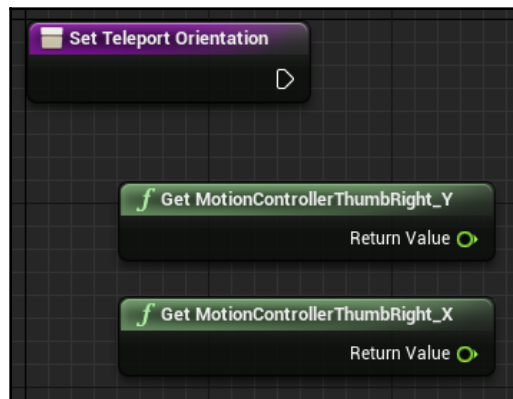 Set Teleport Orientation
f Get MotionControllerThumbRight_Y
Return Value
f Get MotionControllerThumbRight_X
Return Value